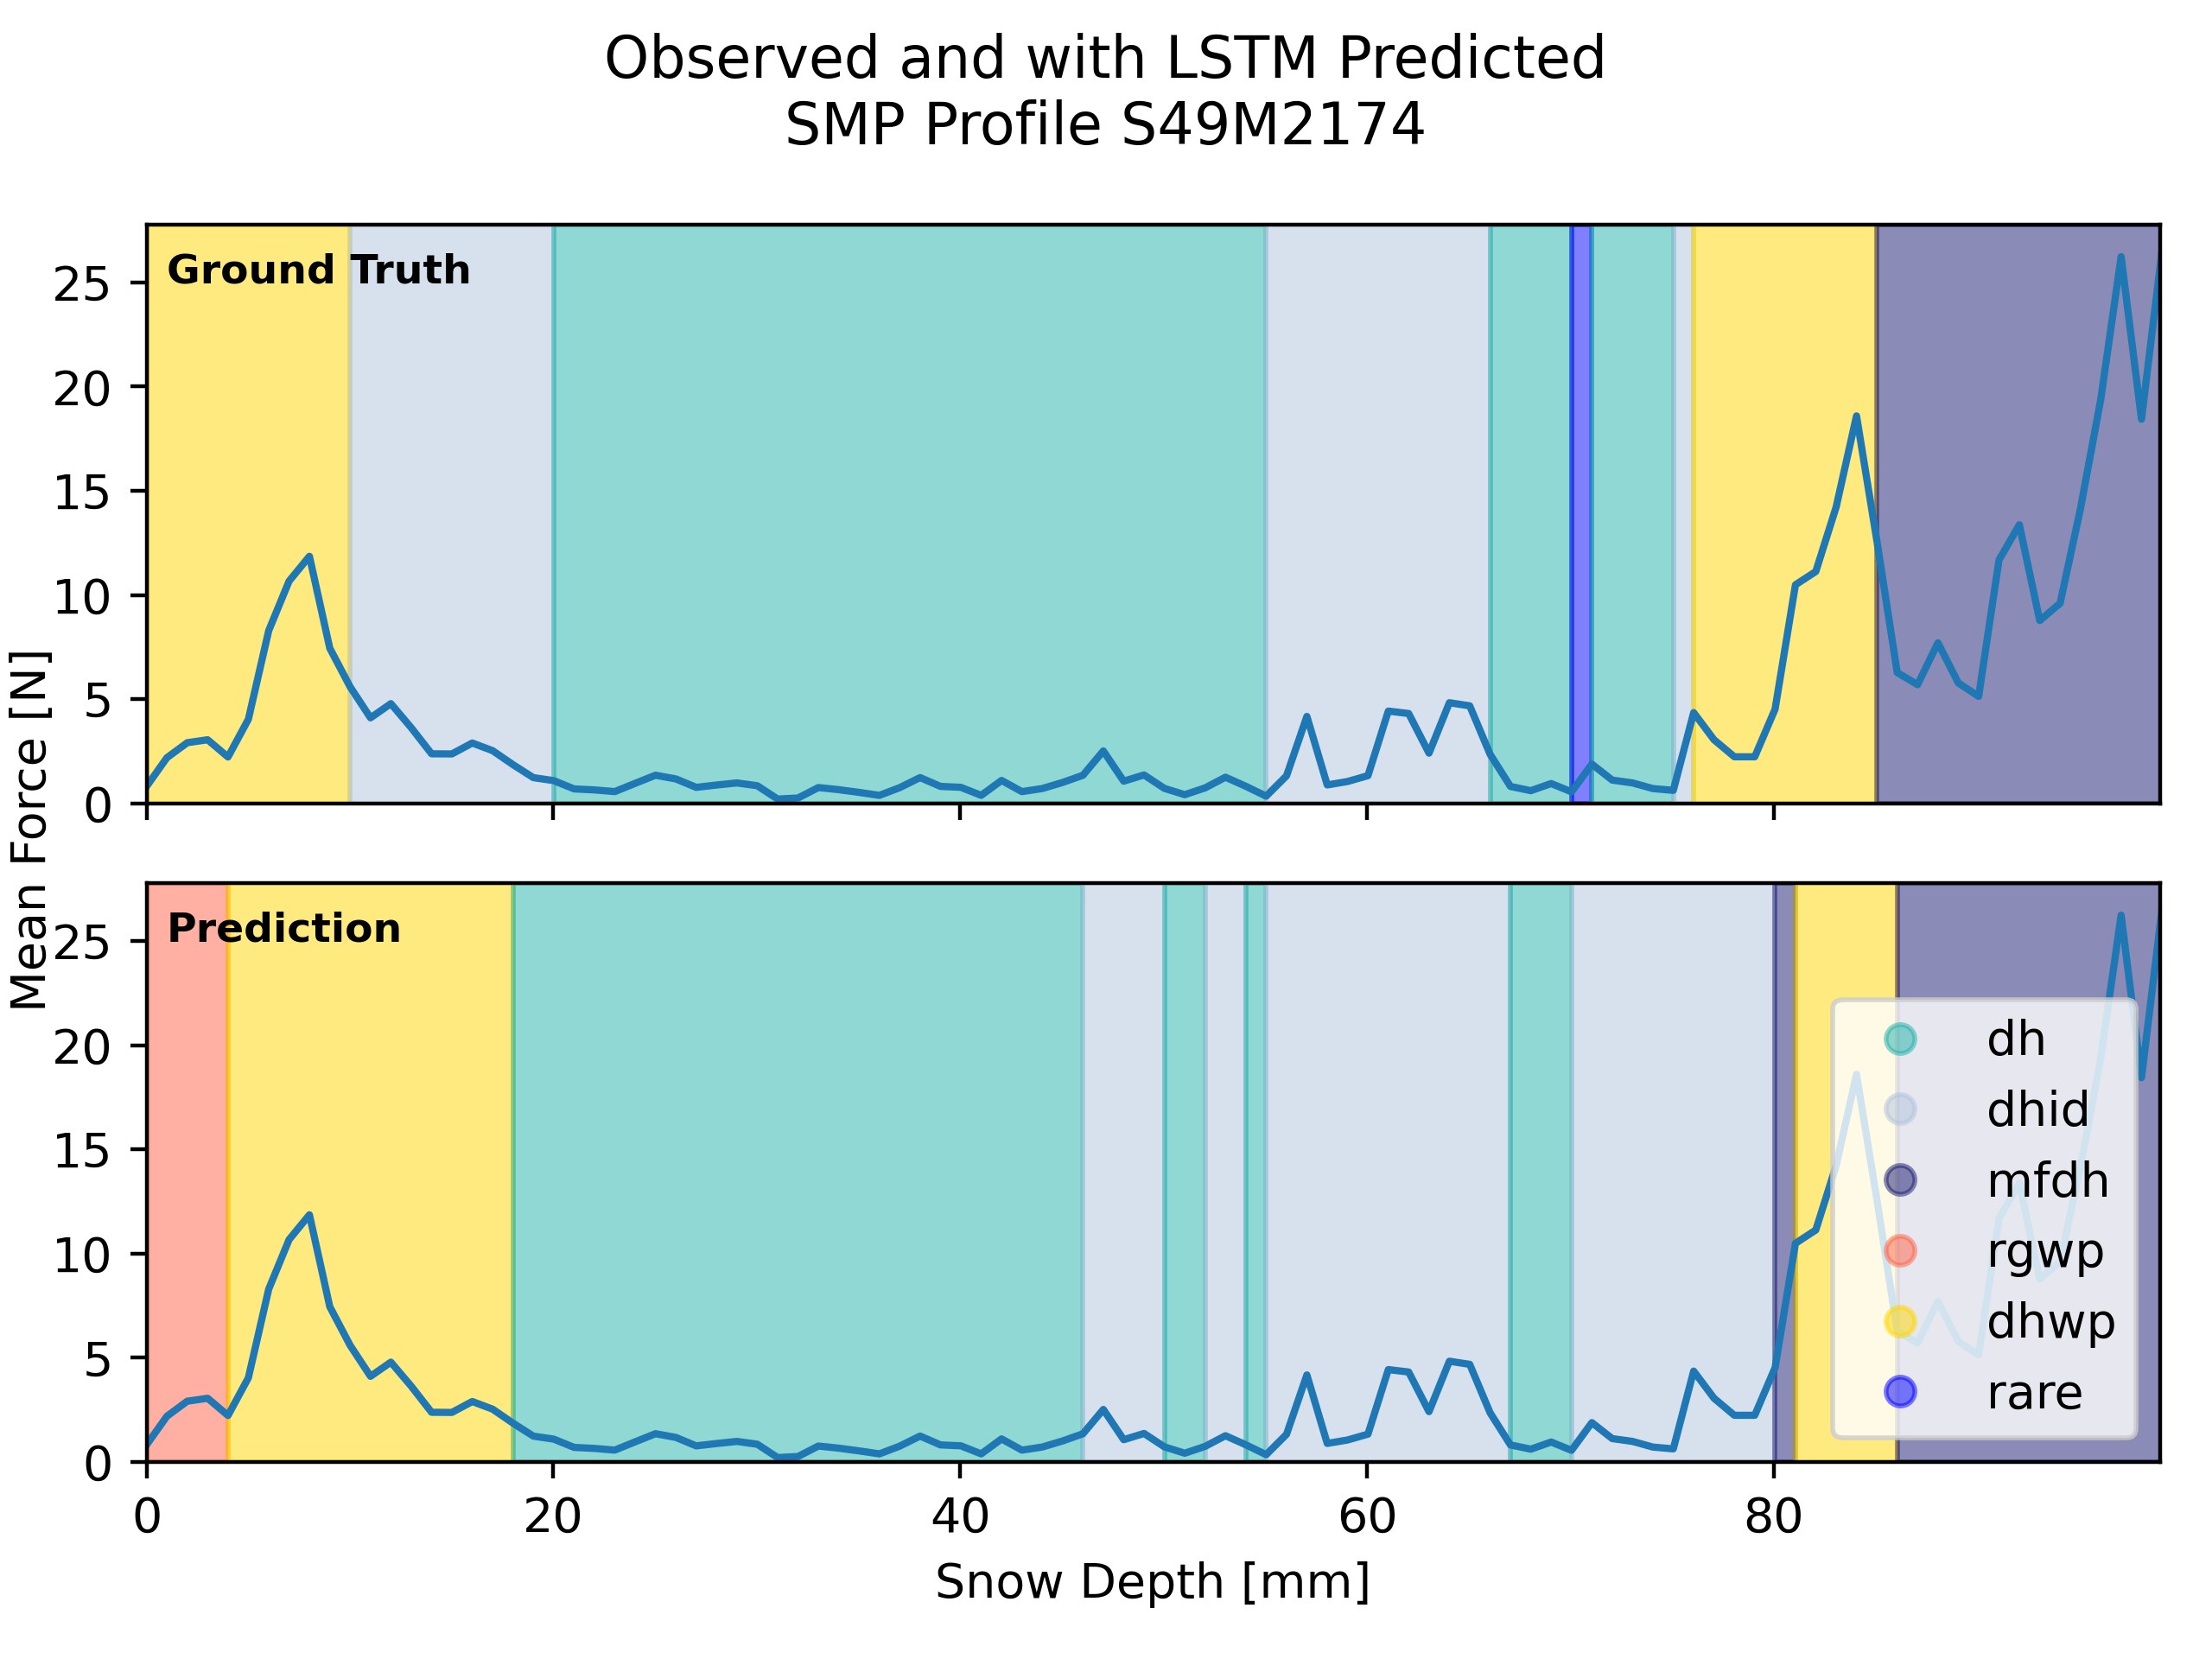 Observed and with LSTM Predicted
SMP Profile S49M2174
Mean Force [N]
Ground Truth
25
20
15
10
5
0
Prediction
25
20
15
10
5
0
dh
dhid
mfdh
rgwp
dhwp
rare
0 20 40 60 80
Snow Depth [mm]